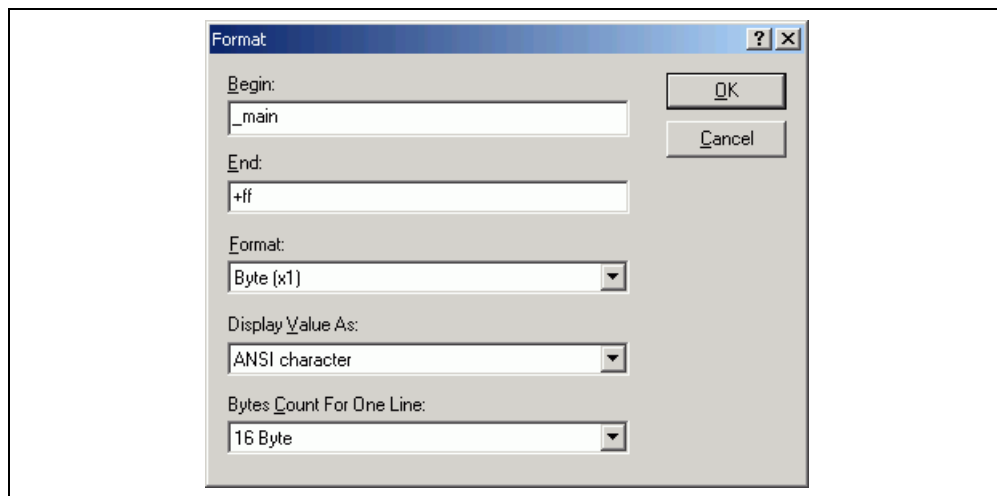 Format
Begin:
_main
OK
Cancel
End:
+ff
Format:
Byte (x1)
Display Value As:
ANSI character
Bytes Count For One Line:
16 Byte